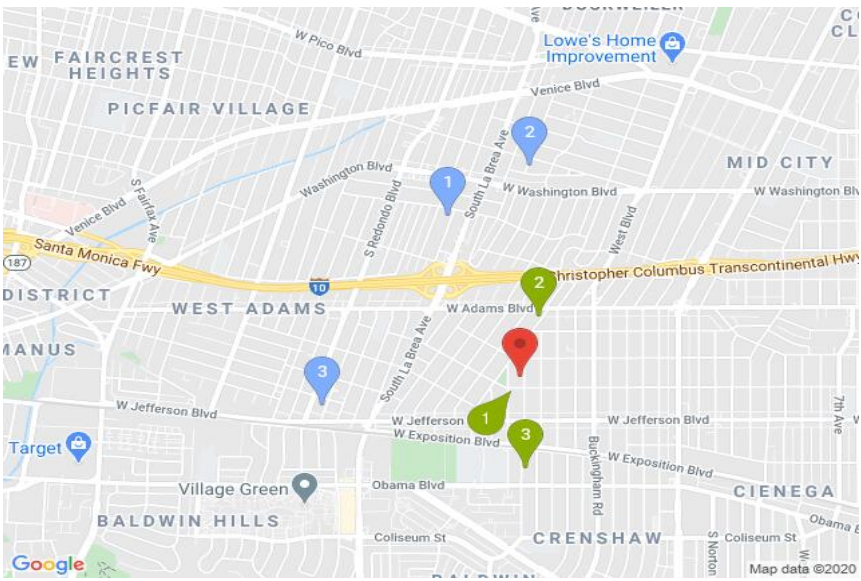 W Pico Blvd
Lowe's Home
Improvement
FAIRCREST
HEIGHTS
EW
PICFAIR VILLAGE
Venice Blvd
2
MID CITY
Washington Blvd
1
South La Brea Ave
W Washington Blvd
W Washington Blv
S Fairfax Ave
S Redondo Blvd
West Blvd
Venice Blvd
Santa Monica Fwy
187
10
Christopher Columbus Transcontinental Hwy
2
DISTRICT
WEST ADAMS
W Adams Blvd
MANUS
South La Brea Ave
3
W Jefferson Blvd
1
W Jefferson
W Jefferson Blvd
7th Ave
W Exposition Blvd
3
Target
W Exposition Blvd
Buckingham Rd
Village Green
Obama Blvd
CIENEGA
BALDWIN HILLS
Obama B
Coliseum St
CRENSHAW
S Norton
Coliseum St
Google
Map data ©2020